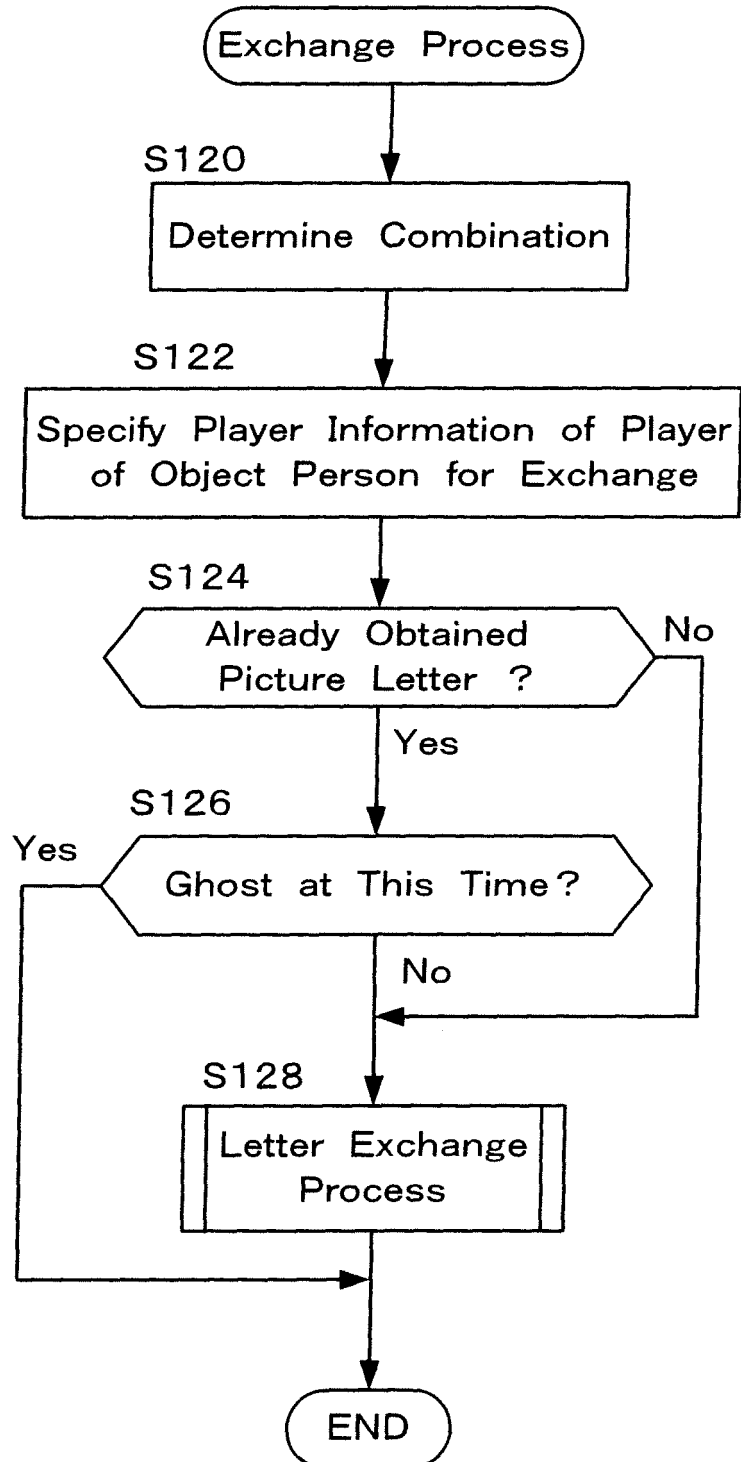 Exchange Process
S120
Determine Combination
S122
Specify Player Information of Player
of Object Person for Exchange
S124
Already Obtained
Picture Letter ?
No
Yes
S126
Yes
Ghost at This Time?
No
S128
Letter Exchange
Process
END